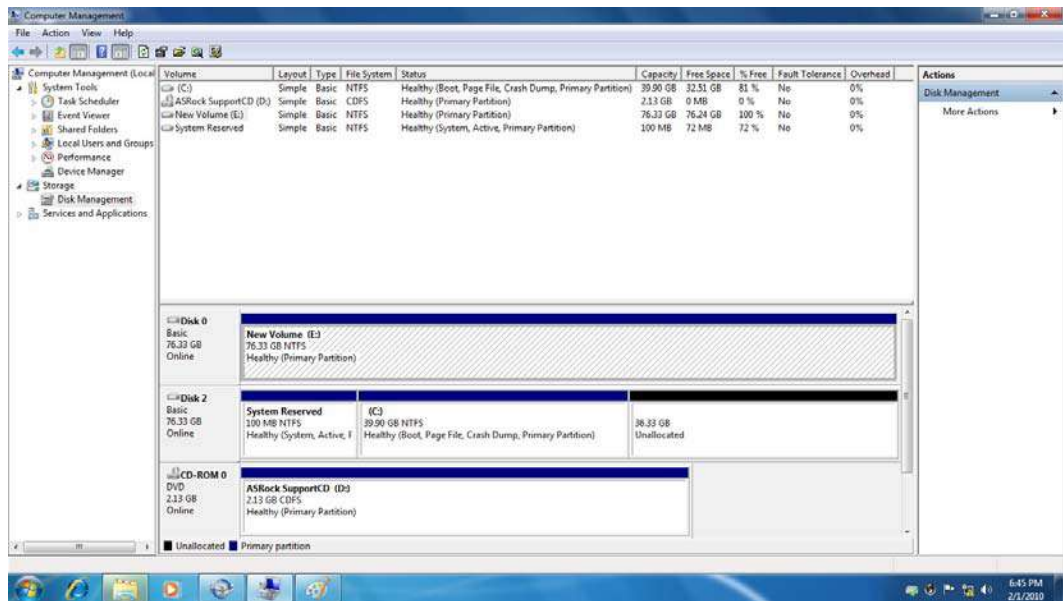 Computer Management
File Action View Help
Computer Management (Local
System Tools
Task Scheduler
Event Viewer
Shared Folders
Local Users and Groups
Performance
Device Manager
Storage
Disk Management
Services and Applications
Volume Layout Type File System Status Capacity Free Space % Free Fault Tolerance Overhead
(C:) Simple Basic NTFS Healthy (Boot, Page File, Crash Dump, Primary Partition) 39.90 GB 32.51 GB 81 % No 0%
ASRock SupportCD (D:) Simple Basic CDFS Healthy (Primary Partition) 2.13 GB 0 MB 0 % No 0%
New Volume (E:) Simple Basic NTFS Healthy (Primary Partition) 76.33 GB 76.24 GB 100 % No 0%
System Reserved Simple Basic NTFS Healthy (System, Active, Primary Partition) 100 MB 72 MB 72 % No 0%
Disk 0
Basic
76.33 GB
Online
New Volume (E:)
76.33 GB NTFS
Healthy (Primary Partition)
Disk 2
Basic
76.33 GB
Online
System Reserved
100 MB NTFS
Healthy (System, Active, P
(C:)
39.90 GB NTFS
Healthy (Boot, Page File, Crash Dump, Primary Partition)
36.33 GB
Unallocated
CD-ROM 0
DVD
2.13 GB
Online
ASRock SupportCD (D:)
2.13 GB CDFS
Healthy (Primary Partition)
Unallocated Primary partition
Actions
Disk Management
More Actions
6:45 PM
2/1/2010